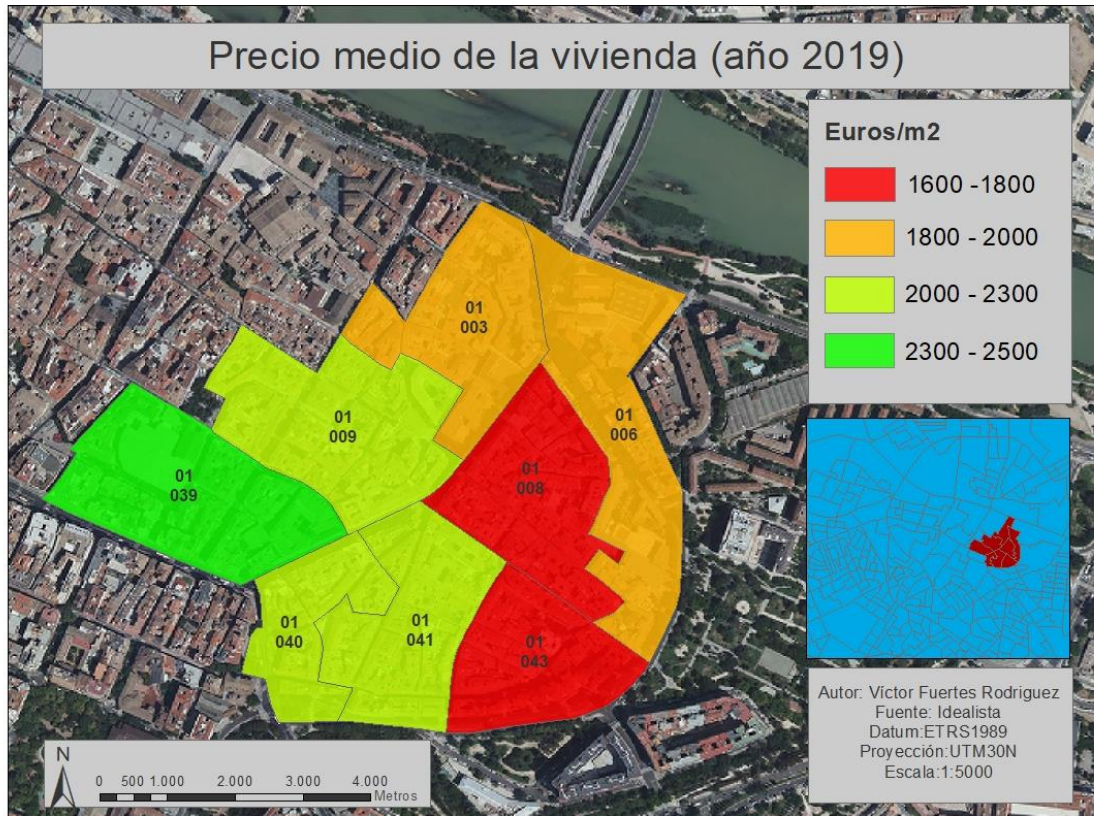 Precio medio de la vivienda (año 2019)
Euros/m2
1600 -1800
1800 - 2000
2000 - 2300
2300 - 2500
01
003
01
006
01
009
01
008
01
039
01
040
01
041
01
043
Autor: Víctor Fuertes Rodriguez
Fuente: Idealista
Datum:ETRS1989
Proyección:UTM30N
Escala:1:5000
N
0 500 1.000 2.000 3.000 4.000
Metros